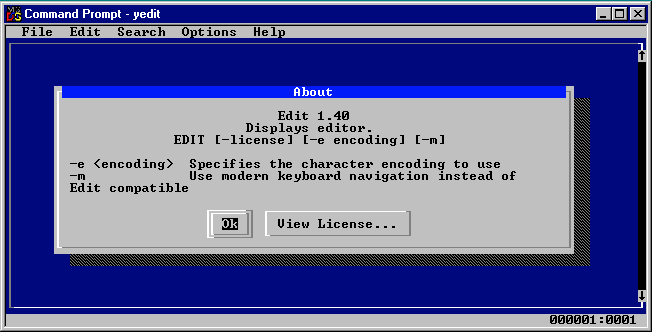 Command Prompt - yedit
File Edit Search Options Help
About
Edit 1.40
Displays editor.
EDIT [-license] [-e encoding] [-m]
-e <encoding> Specifies the character encoding to use
-m Use modern keyboard navigation instead of
Edit compatible
Ok View License...
000001:0001